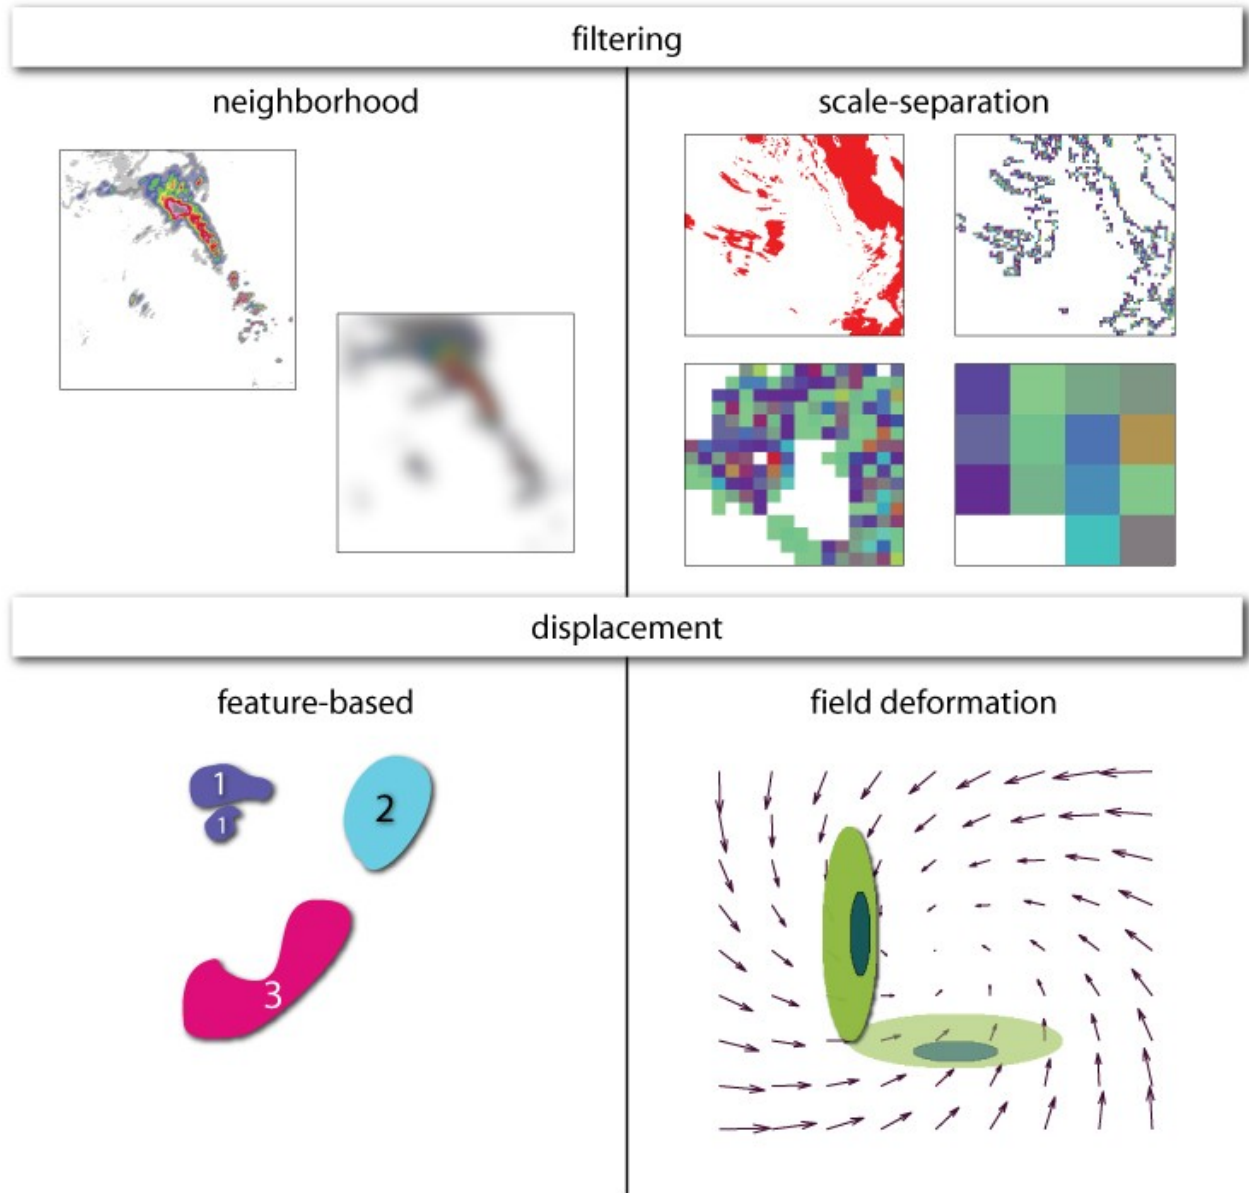 filtering
neighborhood
scale-separation
displacement
feature-based
field deformation
1
1
2
3